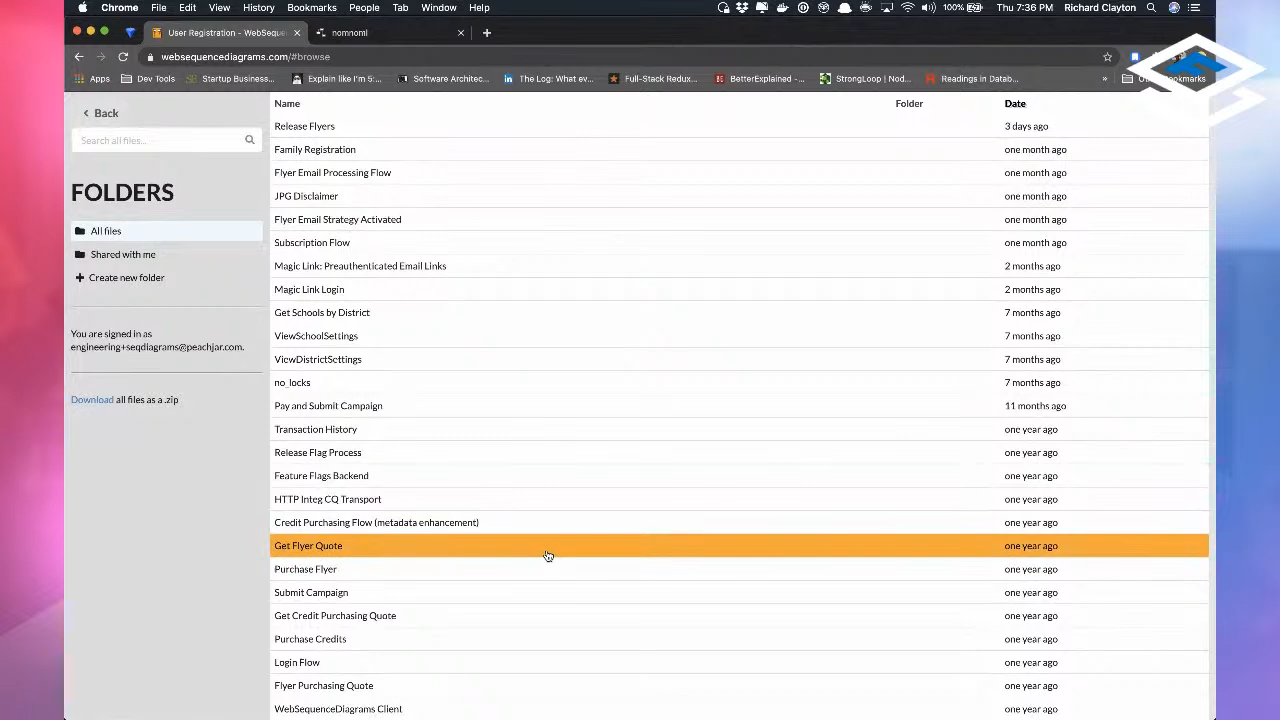 Chrome File Edit View History Bookmarks People Tab Window Help 100% Thu 7:36 PM Richard Clayton
User Registration - WebSeque nomnoml
websequencediagrams.com/#browse
Apps Dev Tools Startup Business... Explain like I'm 5:... Software Architec... The Log: What ev... Full-Stack Redux... BetterExplained -... StrongLoop | Nod... Readings in Datab... » Bookmarks
Back
Search all files...
FOLDERS
All files
Shared with me
Create new folder
You are signed in as
engineering+seqdiagrams@peachjar.com.
Download all files as a .zip
Name Folder Date
Release Flyers 3 days ago
Family Registration one month ago
Flyer Email Processing Flow one month ago
JPG Disclaimer one month ago
Flyer Email Strategy Activated one month ago
Subscription Flow one month ago
Magic Link: Preauthenticated Email Links 2 months ago
Magic Link Login 2 months ago
Get Schools by District 7 months ago
ViewSchoolSettings 7 months ago
ViewDistrictSettings 7 months ago
no_locks 7 months ago
Pay and Submit Campaign 11 months ago
Transaction History one year ago
Release Flag Process one year ago
Feature Flags Backend one year ago
HTTP Integ CQ Transport one year ago
Credit Purchasing Flow (metadata enhancement) one year ago
Get Flyer Quote one year ago
Purchase Flyer one year ago
Submit Campaign one year ago
Get Credit Purchasing Quote one year ago
Purchase Credits one year ago
Login Flow one year ago
Flyer Purchasing Quote one year ago
WebSequenceDiagrams Client one year ago